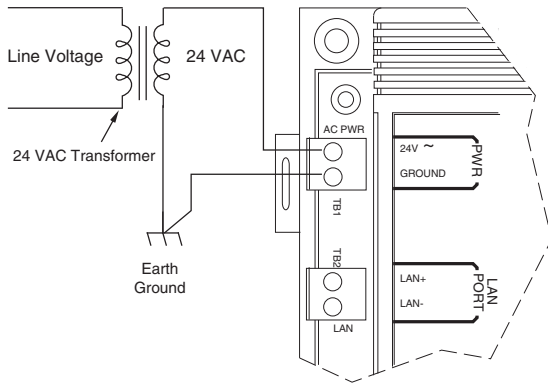 Line Voltage
24 VAC
24 VAC Transformer
Earth
Ground
AC PWR
TB1
TB2
LAN
24V ~
GROUND
PWR
LAN+
LAN-
LAN
PORT